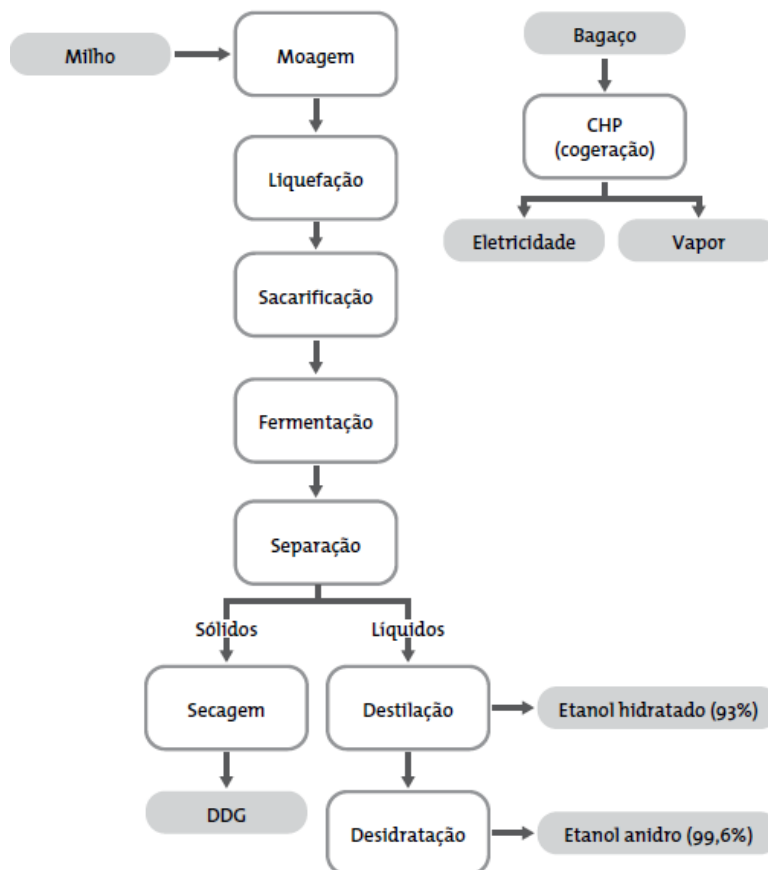 Milho
Moagem
Bagaço
CHP
(cogeração)
Liquefação
Eletricidade
Vapor
Sacarificação
Fermentação
Separação
Sólidos
Líquidos
Secagem
Destilação
Etanol hidratado (93%)
DDG
Desidratação
Etanol anidro (99,6%)